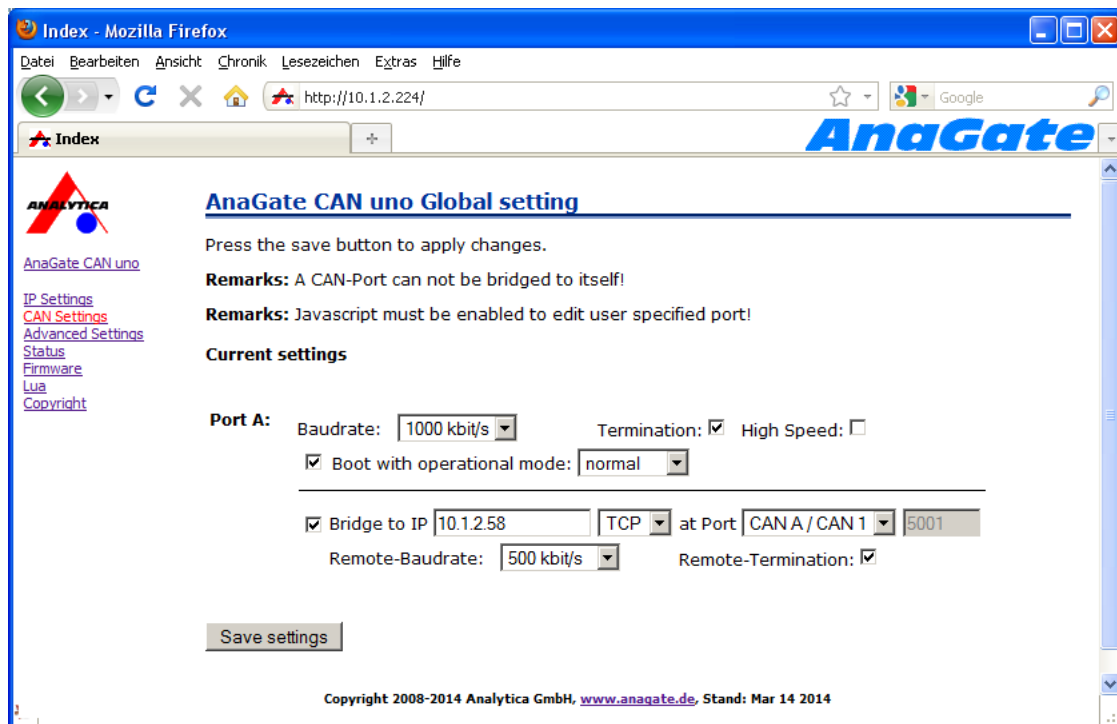 Index - Mozilla Firefox
Datei Bearbeiten Ansicht Chronik Lesezeichen Extras Hilfe
http://10.1.2.224/
Google
Index
AnaGate
ANALYTICA
AnaGate CAN uno
IP Settings
CAN Settings
Advanced Settings
Status
Firmware
Lua
Copyright
AnaGate CAN uno Global setting
Press the save button to apply changes.
Remarks: A CAN-Port can not be bridged to itself!
Remarks: Javascript must be enabled to edit user specified port!
Current settings
Port A: Baudrate: 1000 kbit/s Termination: High Speed:
Boot with operational mode: normal
Bridge to IP 10.1.2.58 TCP at Port CAN A / CAN 1 5001
Remote-Baudrate: 500 kbit/s Remote-Termination:
Save settings
Copyright 2008-2014 Analytica GmbH, www.anagate.de, Stand: Mar 14 2014